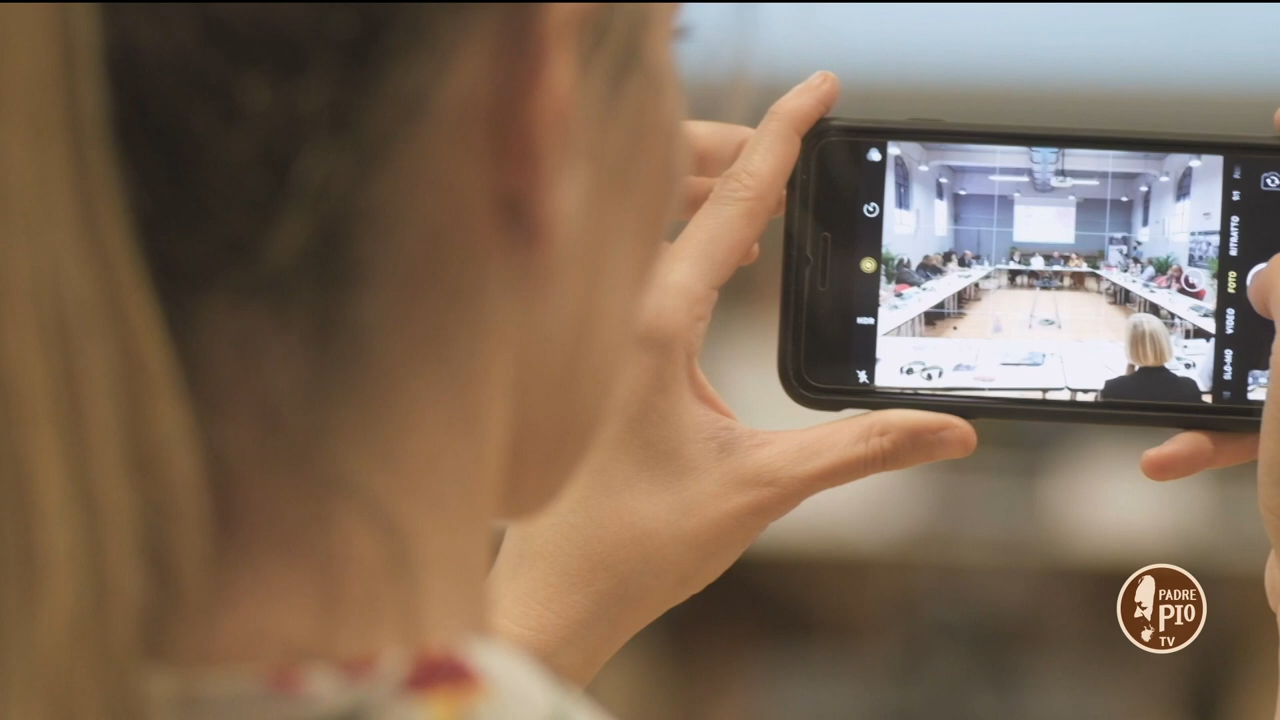 HDR
RITRATTO
FOTO
VIDEO
SLO-MO
PADRE
PIO
TV